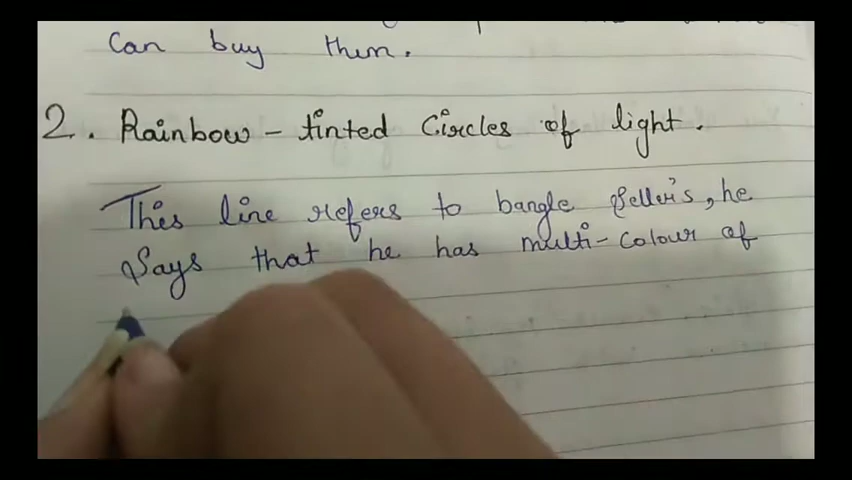 can buy them.
2. Rainbow - tinted circles of light.
This line refers to bangle seller's, he
says that he has multi-colour of